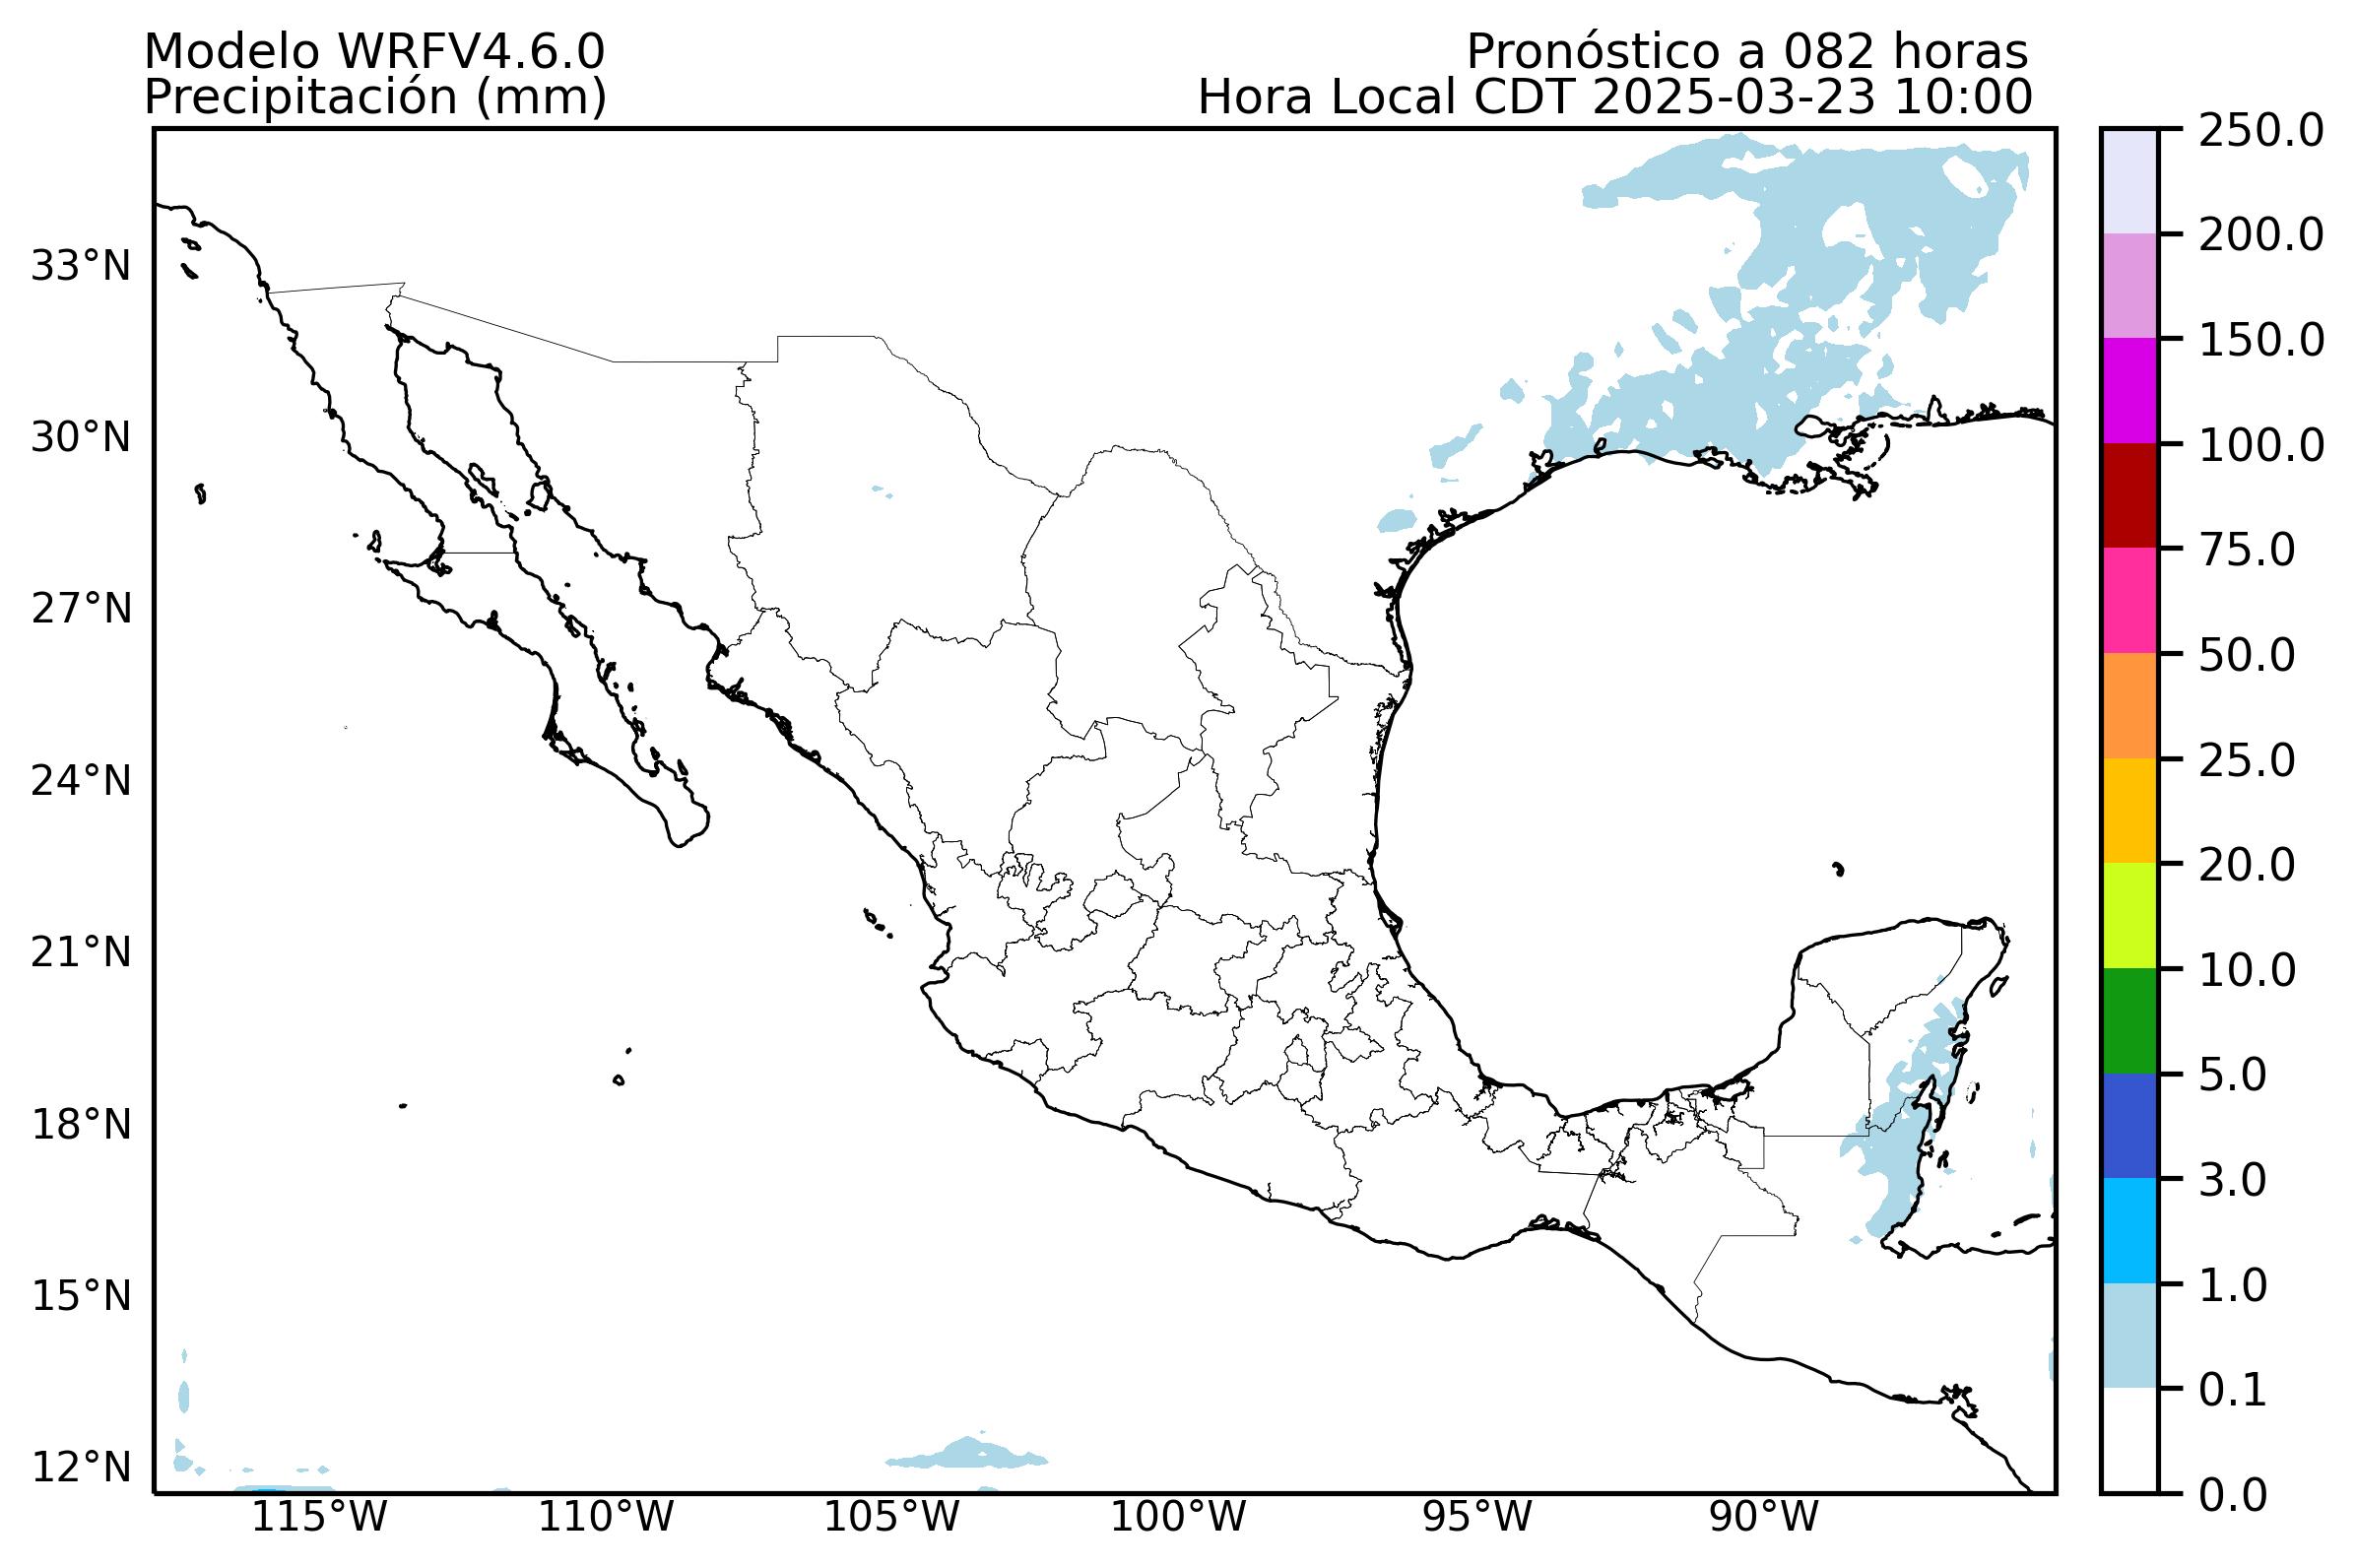 Modelo WRFV4.6.0
Precipitación (mm)
Pronóstico a 082 horas
Hora Local CDT 2025-03-23 10:00
33°N
30°N
27°N
24°N
21°N
18°N
15°N
12°N
115°W
110°W
105°W
100°W
95°W
90°W
250.0
200.0
150.0
100.0
75.0
50.0
25.0
20.0
10.0
5.0
3.0
1.0
0.1
0.0